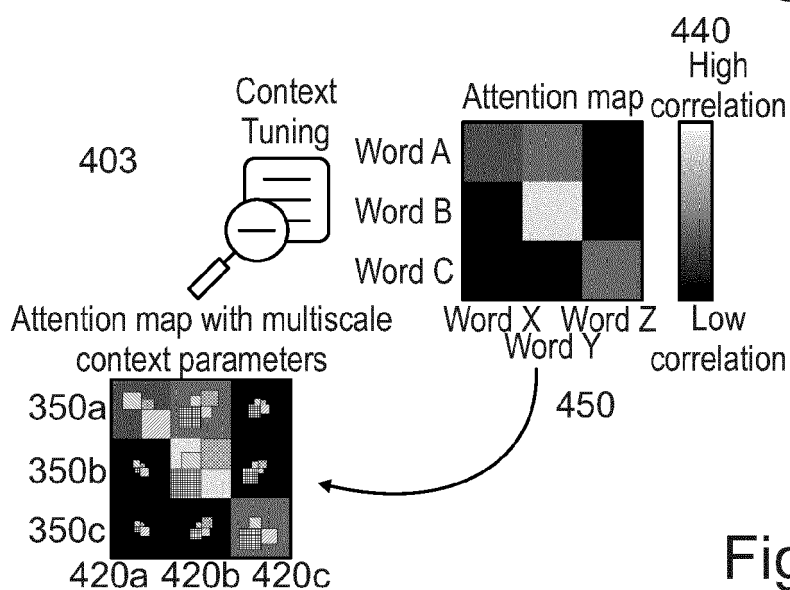 440
High
correlation
Context
Tuning
403
Attention map
Word A
Word B
Word C
Word X
Word Y
Word Z
Low
correlation
Attention map with multiscale
context parameters
350a
350b
350c
420a 420b 420c
450
Fig